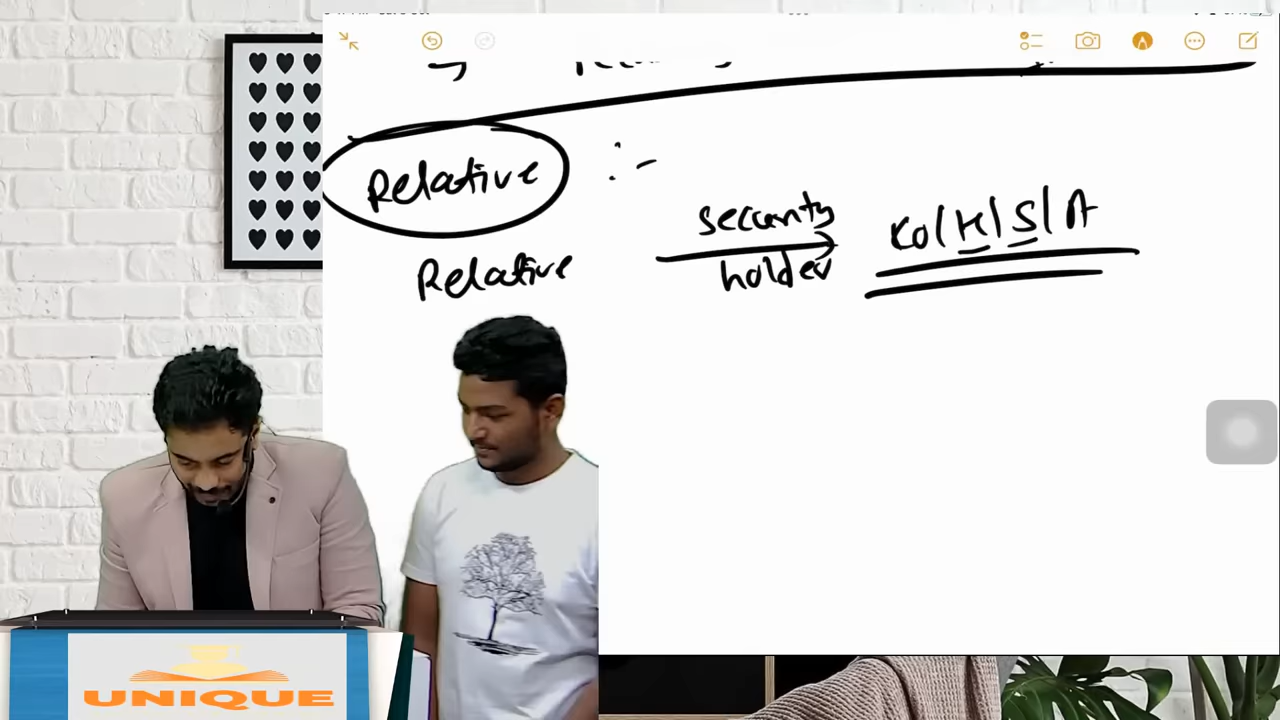 Relative :-
security
Co/H/S/A
Relative
holder
UNIQUE